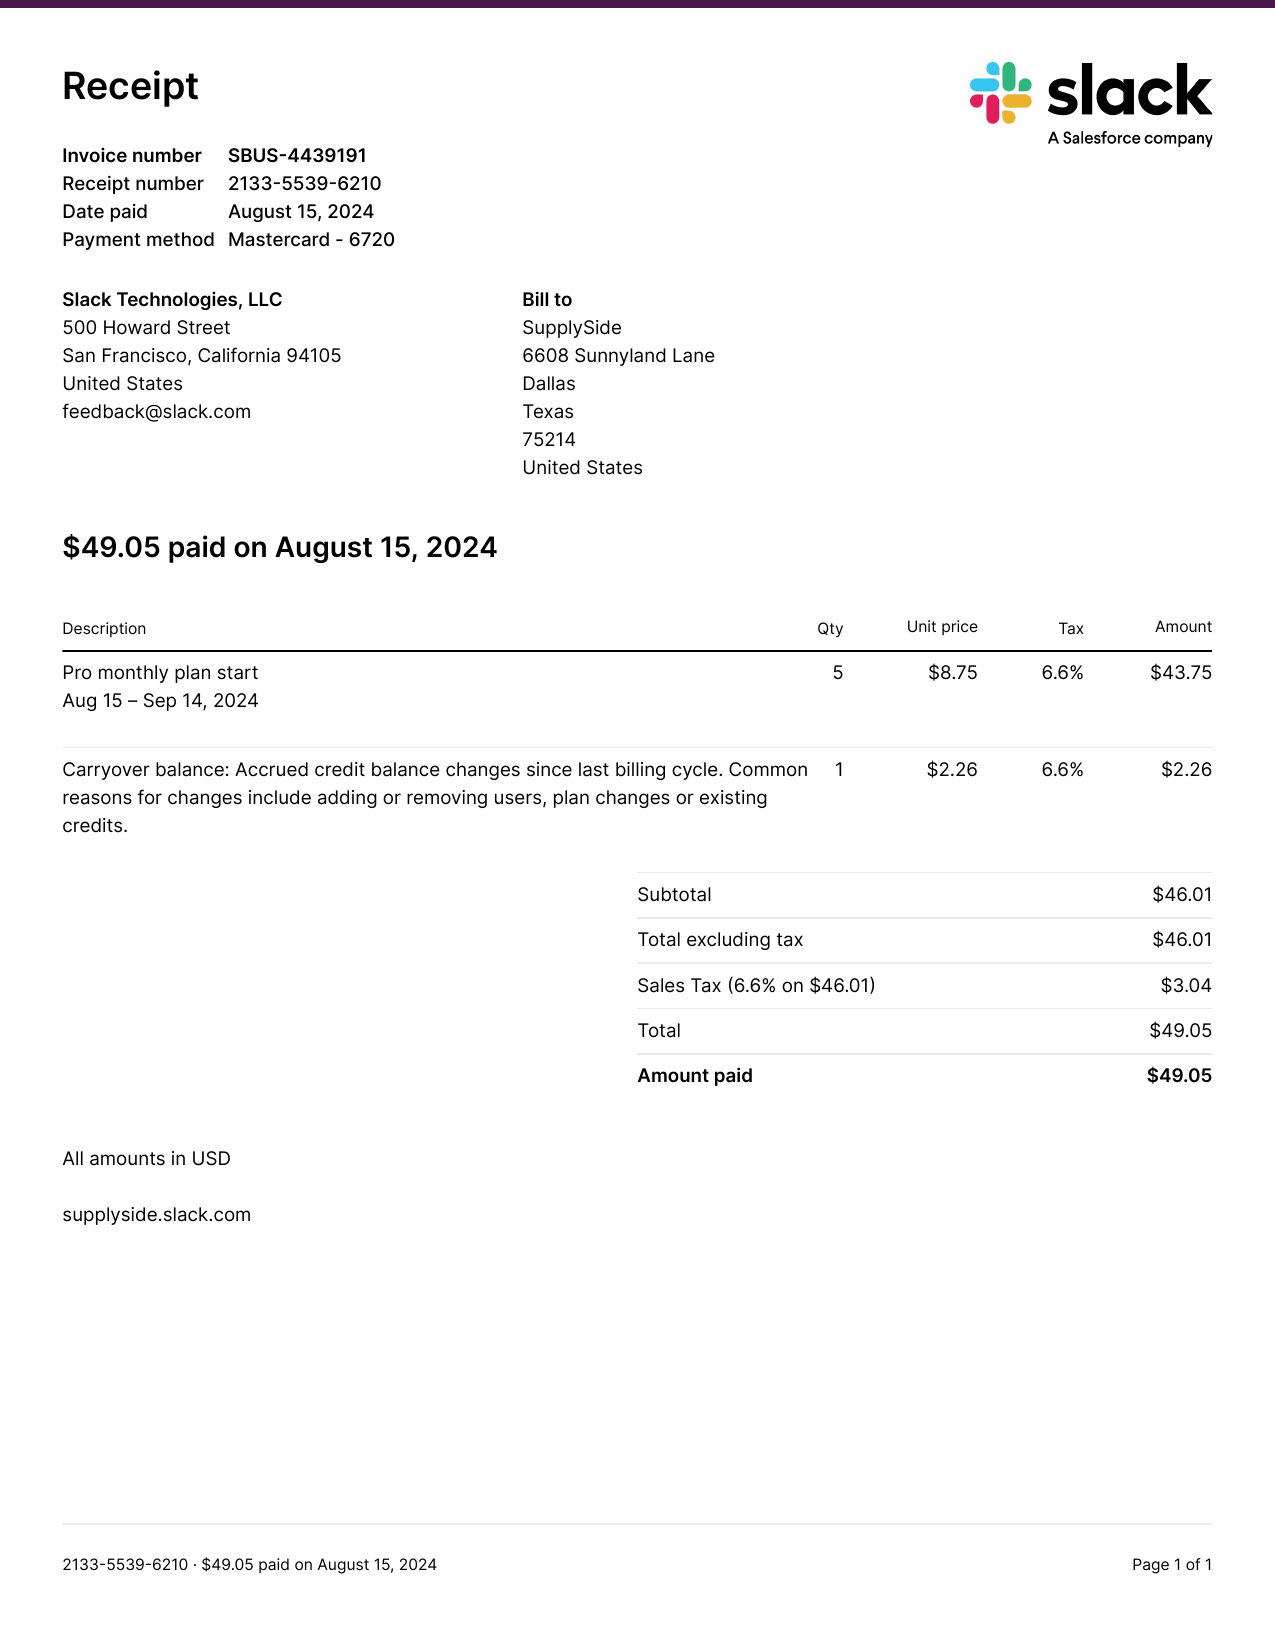 Receipt
slack
A Salesforce company
Invoice number SBUS-4439191
Receipt number 2133-5539-6210
Date paid August 15, 2024
Payment method Mastercard - 6720
Slack Technologies, LLC
500 Howard Street
San Francisco, California 94105
United States
feedback@slack.com
Bill to
SupplySide
6608 Sunnyland Lane
Dallas
Texas
75214
United States
$49.05 paid on August 15, 2024
Description Qty Unit price Tax Amount
Pro monthly plan start 5 $8.75 6.6% $43.75
Aug 15 – Sep 14, 2024
Carryover balance: Accrued credit balance changes since last billing cycle. Common 1 $2.26 6.6% $2.26
reasons for changes include adding or removing users, plan changes or existing
credits.
Subtotal $46.01
Total excluding tax $46.01
Sales Tax (6.6% on $46.01) $3.04
Total $49.05
Amount paid $49.05
All amounts in USD
supplyside.slack.com
2133-5539-6210 · $49.05 paid on August 15, 2024 Page 1 of 1